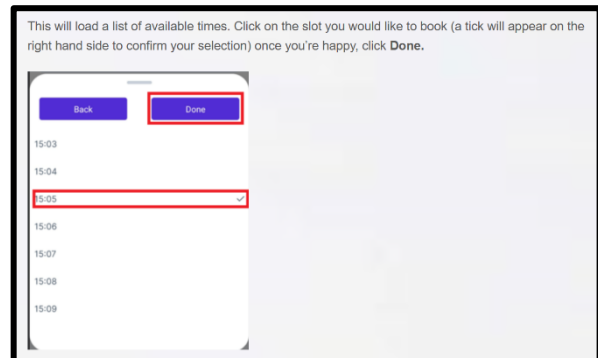 This will load a list of available times. Click on the slot you would like to book (a tick will appear on the
right hand side to confirm your selection) once you're happy, click Done.
Back Done
15:03
15:04
15:05
15:06
15:07
15:08
15:09